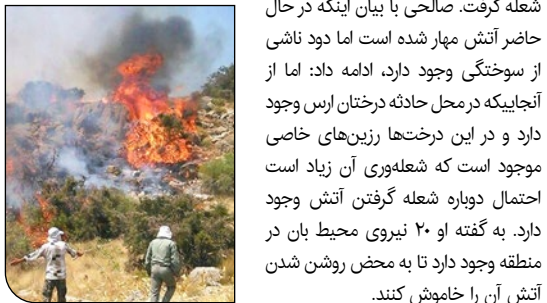 شعله گرفت. صالحی با بیان اینکه در حال
حاضر آتش مهار شده است اما دود ناشی
از سوختگی وجود دارد، ادامه داد: اما از
آنجاییکه در محل حادثه درختان ارس وجود
دارد و در این درخت‌ها رزین‌های خاصی
موجود است که شعله‌وری آن زیاد است
احتمال دوباره شعله گرفتن آتش وجود
دارد. به گفته او ۲۰ نیروی محیط بان در
منطقه وجود دارد تا به محض روشن شدن
آتش آن را خاموش کنند.